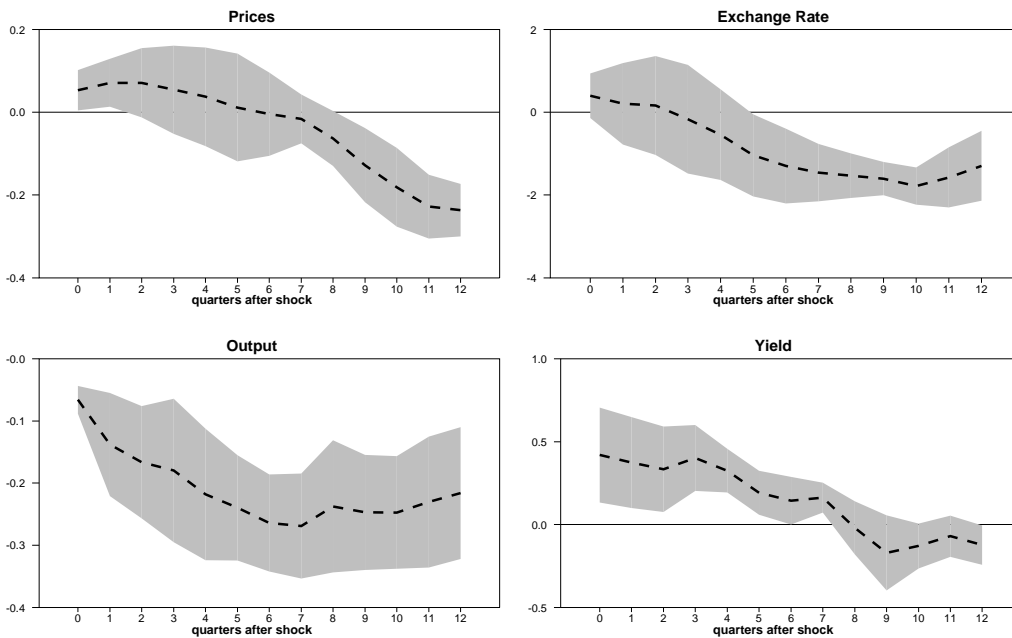 Prices
0.2
0.0
-0.2
-0.4
0 1 2 3 4 5 6 7 8 9 10 11 12
quarters after shock
Exchange Rate
2
0
-2
-4
0 1 2 3 4 5 6 7 8 9 10 11 12
quarters after shock
Output
-0.0
-0.1
-0.2
-0.3
-0.4
0 1 2 3 4 5 6 7 8 9 10 11 12
quarters after shock
Yield
1.0
0.5
0.0
-0.5
0 1 2 3 4 5 6 7 8 9 10 11 12
quarters after shock